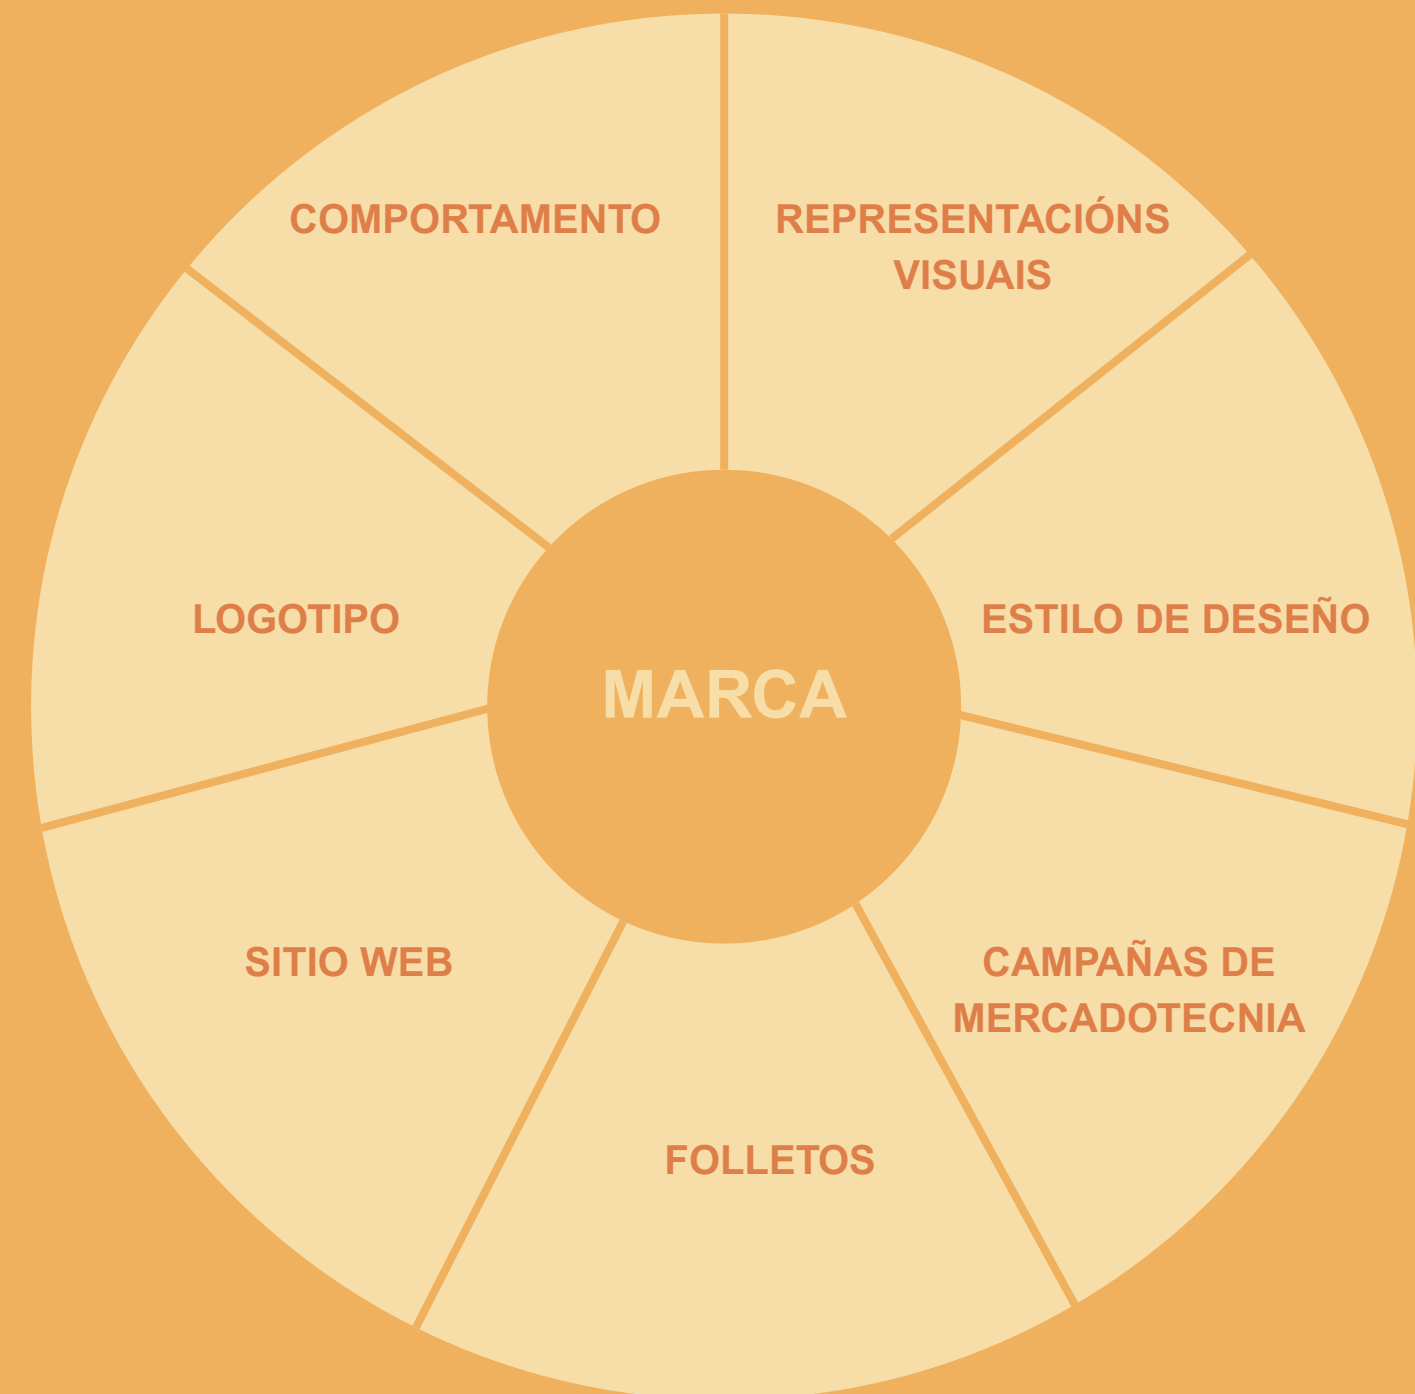 COMPORTAMENTO
REPRESENTACIÓNS
VISUAIS
LOGOTIPO
ESTILO DE DESEÑO
MARCA
SITIO WEB
CAMPAÑAS DE
MERCADOTECNIA
FOLLETOS